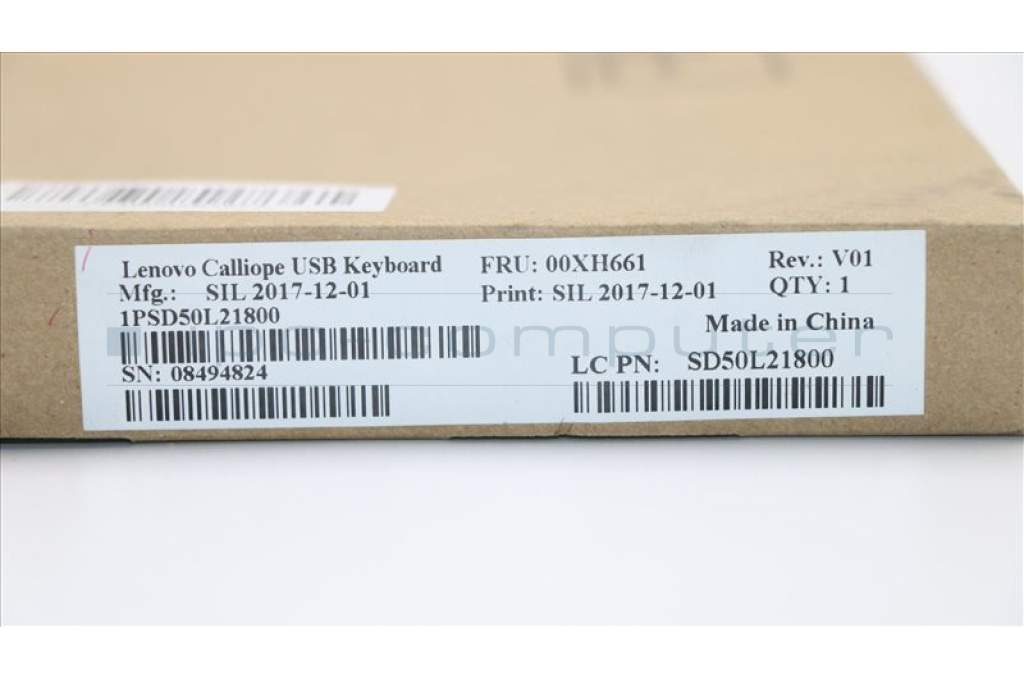 Lenovo Calliope USB Keyboard FRU: 00XH661 Rev.: V01
Mfg.: SIL 2017-12-01 Print: SIL 2017-12-01 QTY: 1
1PSD50L21800
Made in China
computer
SN: 08494824
LC PN: SD50L21800